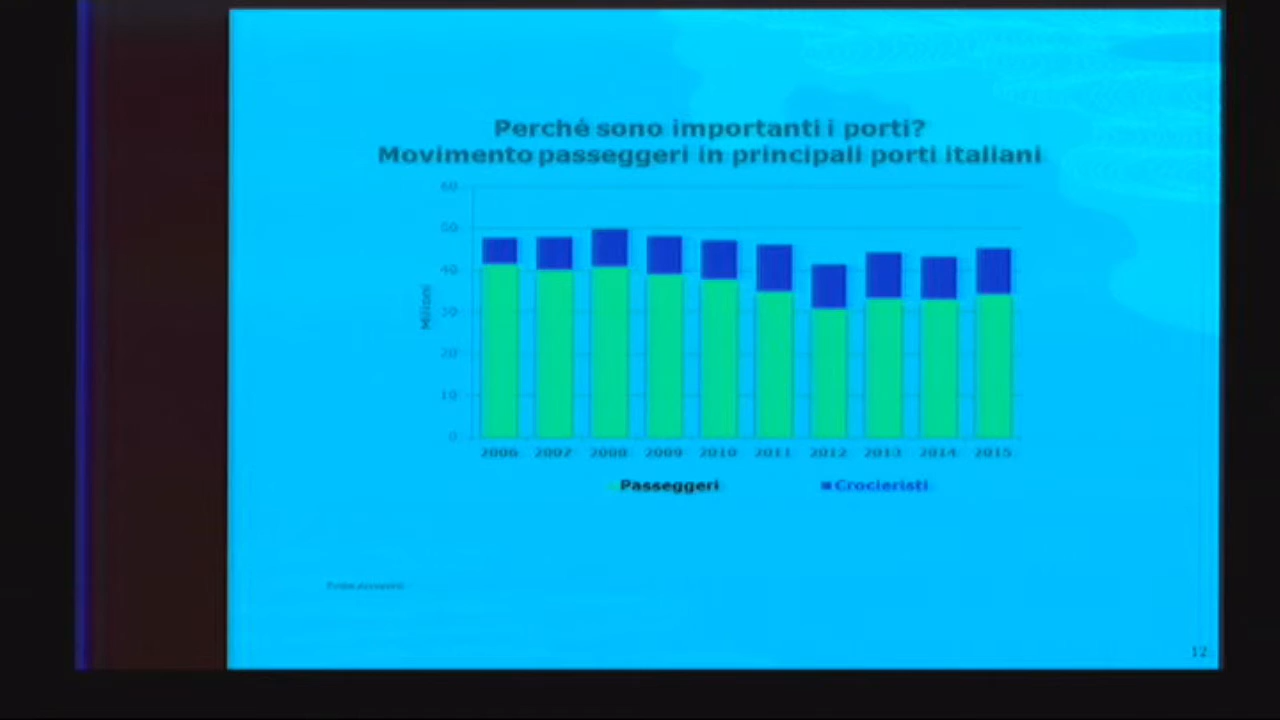 Perché sono importanti i porti?
Movimento passeggeri in principali porti italiani
60
50
40
30
20
10
0
Milioni
2006 2007 2008 2009 2010 2011 2012 2013 2014 2015
Passeggeri Crocieristi
12